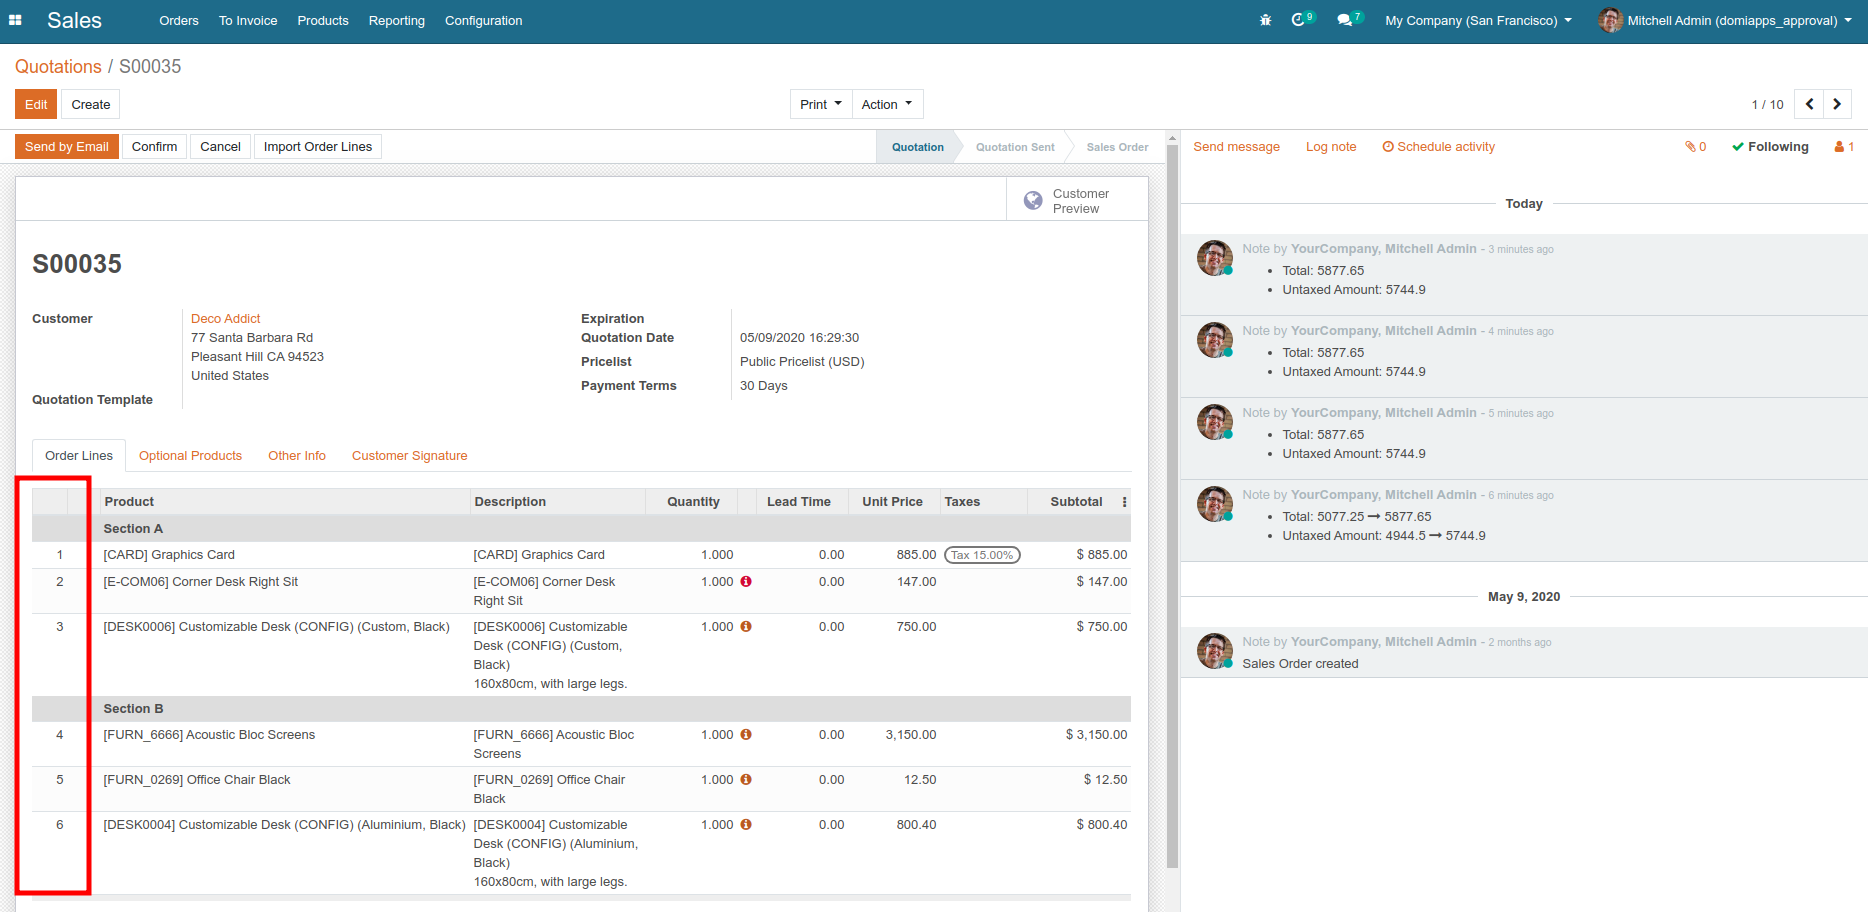 Sales Orders To Invoice Products Reporting Configuration 9 7 My Company (San Francisco) Mitchell Admin (domiapps_approval)
Quotations / S00035
Edit Create Print Action 1 / 10
Send by Email Confirm Cancel Import Order Lines Quotation Quotation Sent Sales Order
Customer
Preview
S00035
Customer Deco Addict
77 Santa Barbara Rd
Pleasant Hill CA 94523
United States
Quotation Template
Expiration
Quotation Date 05/09/2020 16:29:30
Pricelist Public Pricelist (USD)
Payment Terms 30 Days
Order Lines Optional Products Other Info Customer Signature
Product Description Quantity Lead Time Unit Price Taxes Subtotal
Section A
1 [CARD] Graphics Card [CARD] Graphics Card 1.000 0.00 885.00 Tax 15.00% $ 885.00
2 [E-COM06] Corner Desk Right Sit [E-COM06] Corner Desk 1.000 0.00 147.00 $ 147.00
Right Sit
3 [DESK0006] Customizable Desk (CONFIG) (Custom, Black) [DESK0006] Customizable 1.000 0.00 750.00 $ 750.00
Desk (CONFIG) (Custom,
Black)
160x80cm, with large legs.
Section B
4 [FURN_6666] Acoustic Bloc Screens [FURN_6666] Acoustic Bloc 1.000 0.00 3,150.00 $ 3,150.00
Screens
5 [FURN_0269] Office Chair Black [FURN_0269] Office Chair 1.000 0.00 12.50 $ 12.50
Black
6 [DESK0004] Customizable Desk (CONFIG) (Aluminium, Black) [DESK0004] Customizable 1.000 0.00 800.40 $ 800.40
Desk (CONFIG) (Aluminium,
Black)
160x80cm, with large legs.
Send message Log note Schedule activity 0 Following 1
Today
Note by YourCompany, Mitchell Admin - 3 minutes ago
• Total: 5877.65
• Untaxed Amount: 5744.9
Note by YourCompany, Mitchell Admin - 4 minutes ago
• Total: 5877.65
• Untaxed Amount: 5744.9
Note by YourCompany, Mitchell Admin - 5 minutes ago
• Total: 5877.65
• Untaxed Amount: 5744.9
Note by YourCompany, Mitchell Admin - 6 minutes ago
• Total: 5077.25 → 5877.65
• Untaxed Amount: 4944.5 → 5744.9
May 9, 2020
Note by YourCompany, Mitchell Admin - 2 months ago
Sales Order created